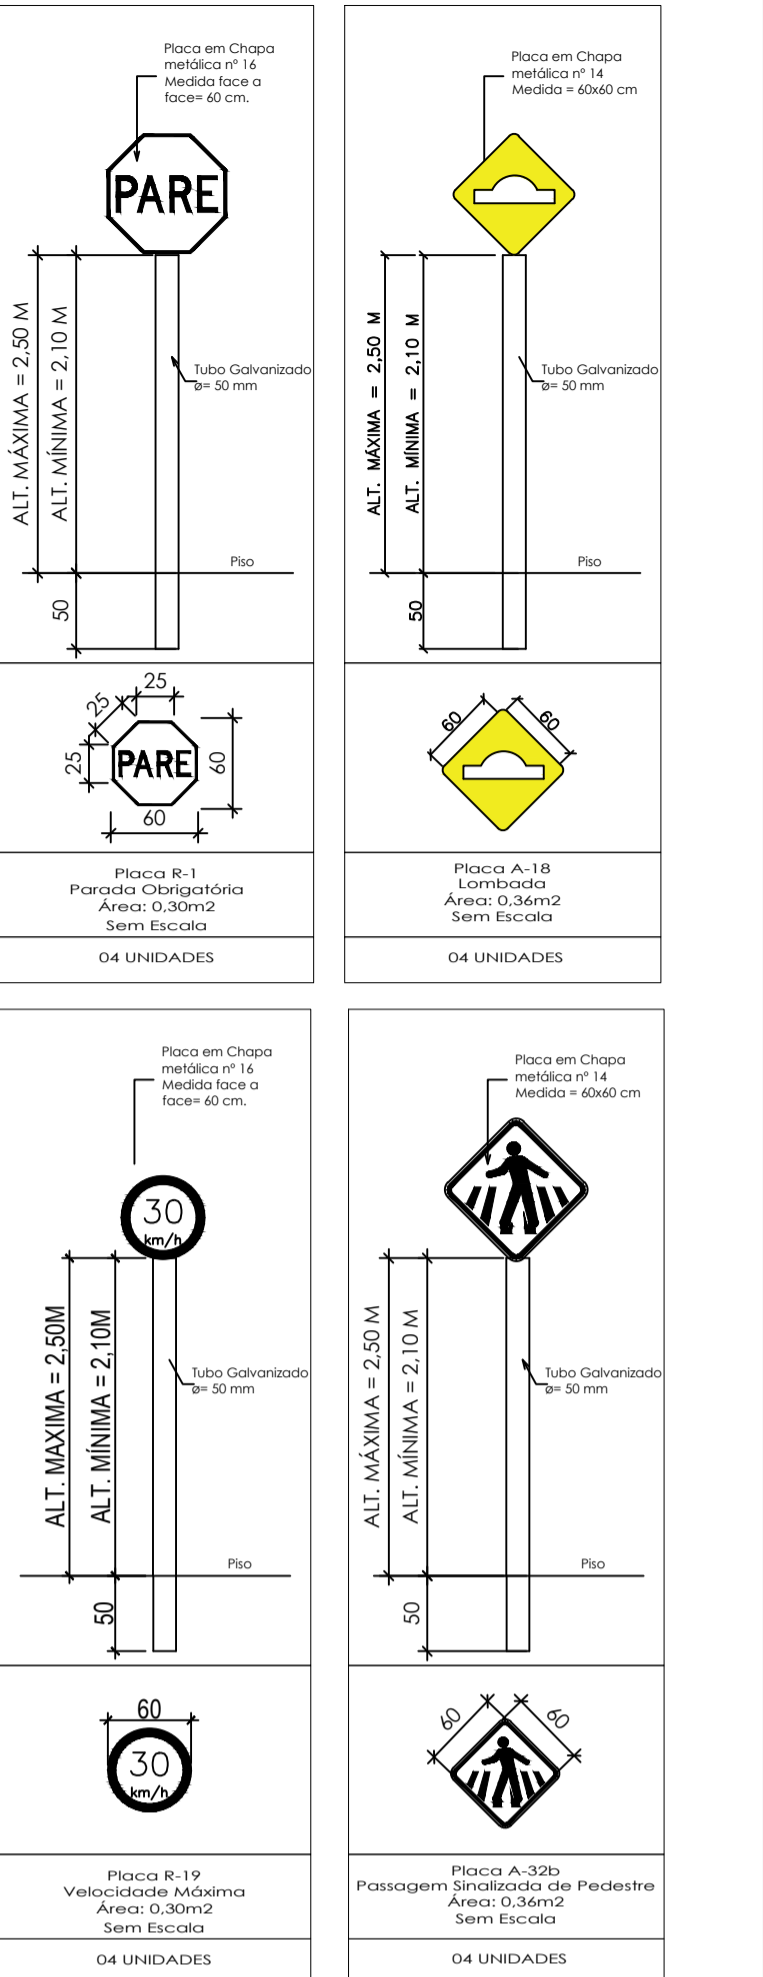 Placa em Chapa
metálica nº 16
Medida face a
face= 60 cm.
PARE
ALT. MÁXIMA = 2,50 M
ALT. MÍNIMA = 2,10 M
Tubo Galvanizado
ø= 50 mm
Piso
50
25
25
25
PARE
60
60
Placa R-1
Parada Obrigatória
Área: 0,30m2
Sem Escala
04 UNIDADES
Placa em Chapa
metálica nº 14
Medida = 60x60 cm
ALT. MÁXIMA = 2,50 M
ALT. MÍNIMA = 2,10 M
Tubo Galvanizado
ø= 50 mm
Piso
50
60
60
Placa A-18
Lombada
Área: 0,36m2
Sem Escala
04 UNIDADES
Placa em Chapa
metálica nº 16
Medida face a
face= 60 cm.
30
km/h
ALT. MAXIMA = 2,50M
ALT. MÍNIMA = 2,10M
Tubo Galvanizado
ø= 50 mm
Piso
50
60
30
km/h
Placa R-19
Velocidade Máxima
Área: 0,30m2
Sem Escala
04 UNIDADES
Placa em Chapa
metálica nº 14
Medida = 60x60 cm
ALT. MÁXIMA = 2,50 M
ALT. MÍNIMA = 2,10 M
Tubo Galvanizado
ø= 50 mm
Piso
50
60
60
Placa A-32b
Passagem Sinalizada de Pedestre
Área: 0,36m2
Sem Escala
04 UNIDADES